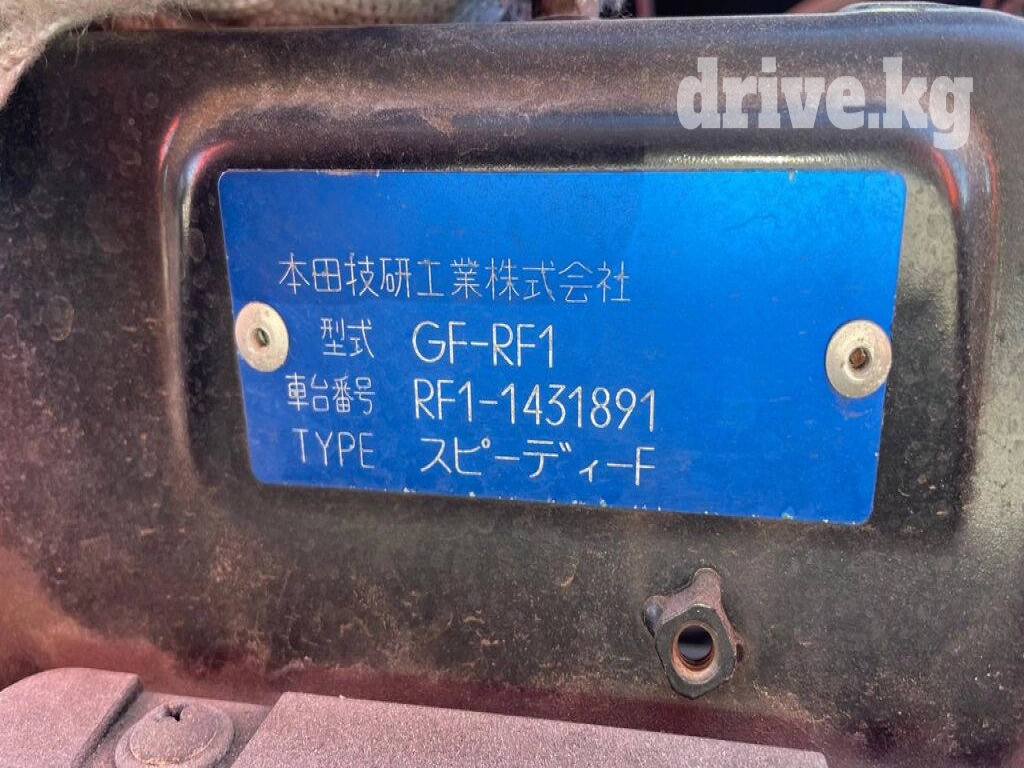 drive.kg
本田技研工業株式会社
型式 GF-RF1
車台番号 RF1-1431891
TYPE スピーディーF